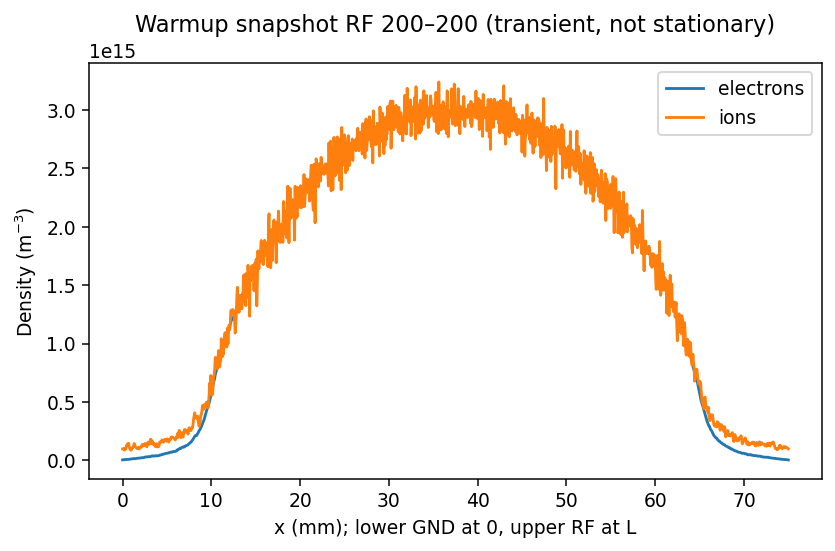 Warmup snapshot RF 200–200 (transient, not stationary)
1e15
electrons
ions
3.0
2.5
2.0
1.5
1.0
0.5
0.0
Density (m⁻³)
0 10 20 30 40 50 60 70
x (mm); lower GND at 0, upper RF at L